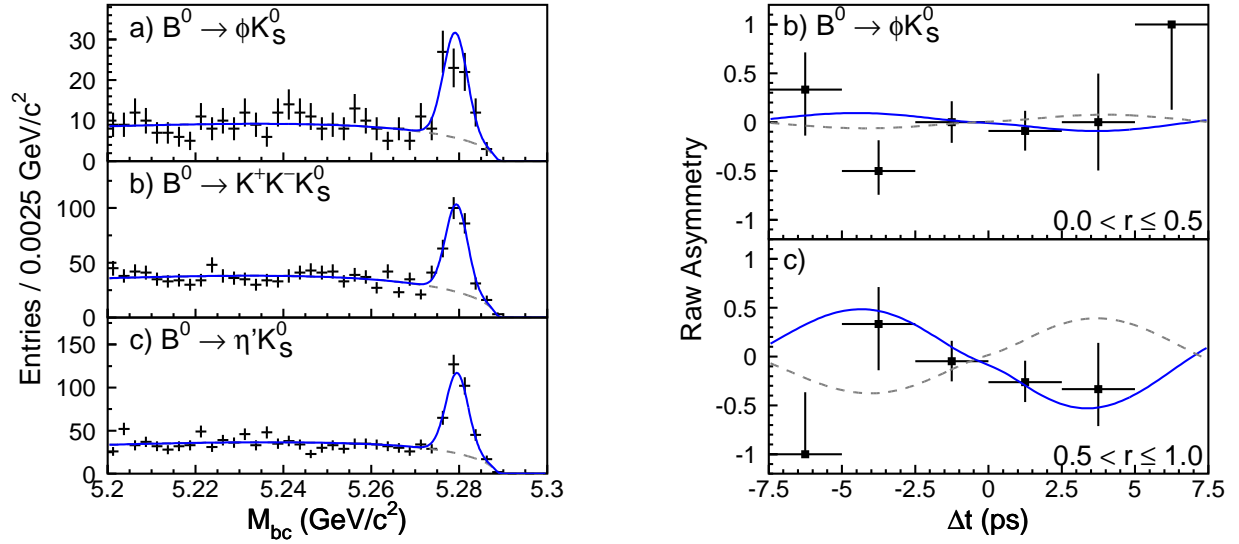 a) B⁰ → ϕK⁰S
30
20
10
0
b) B⁰ → K⁺K⁻K⁰S
100
50
0
c) B⁰ → η’K⁰S
150
100
50
0
5.2 5.22 5.24 5.26 5.28 5.3
Mbc (GeV/c²)
Entries / 0.0025 GeV/c²
b) B⁰ → ϕK⁰S
1
0.5
0
-0.5
-1
0.0 < r ≤ 0.5
c)
1
0.5
0
-0.5
-1
0.5 < r ≤ 1.0
-7.5 -5 -2.5 0 2.5 5 7.5
Δt (ps)
Raw Asymmetry